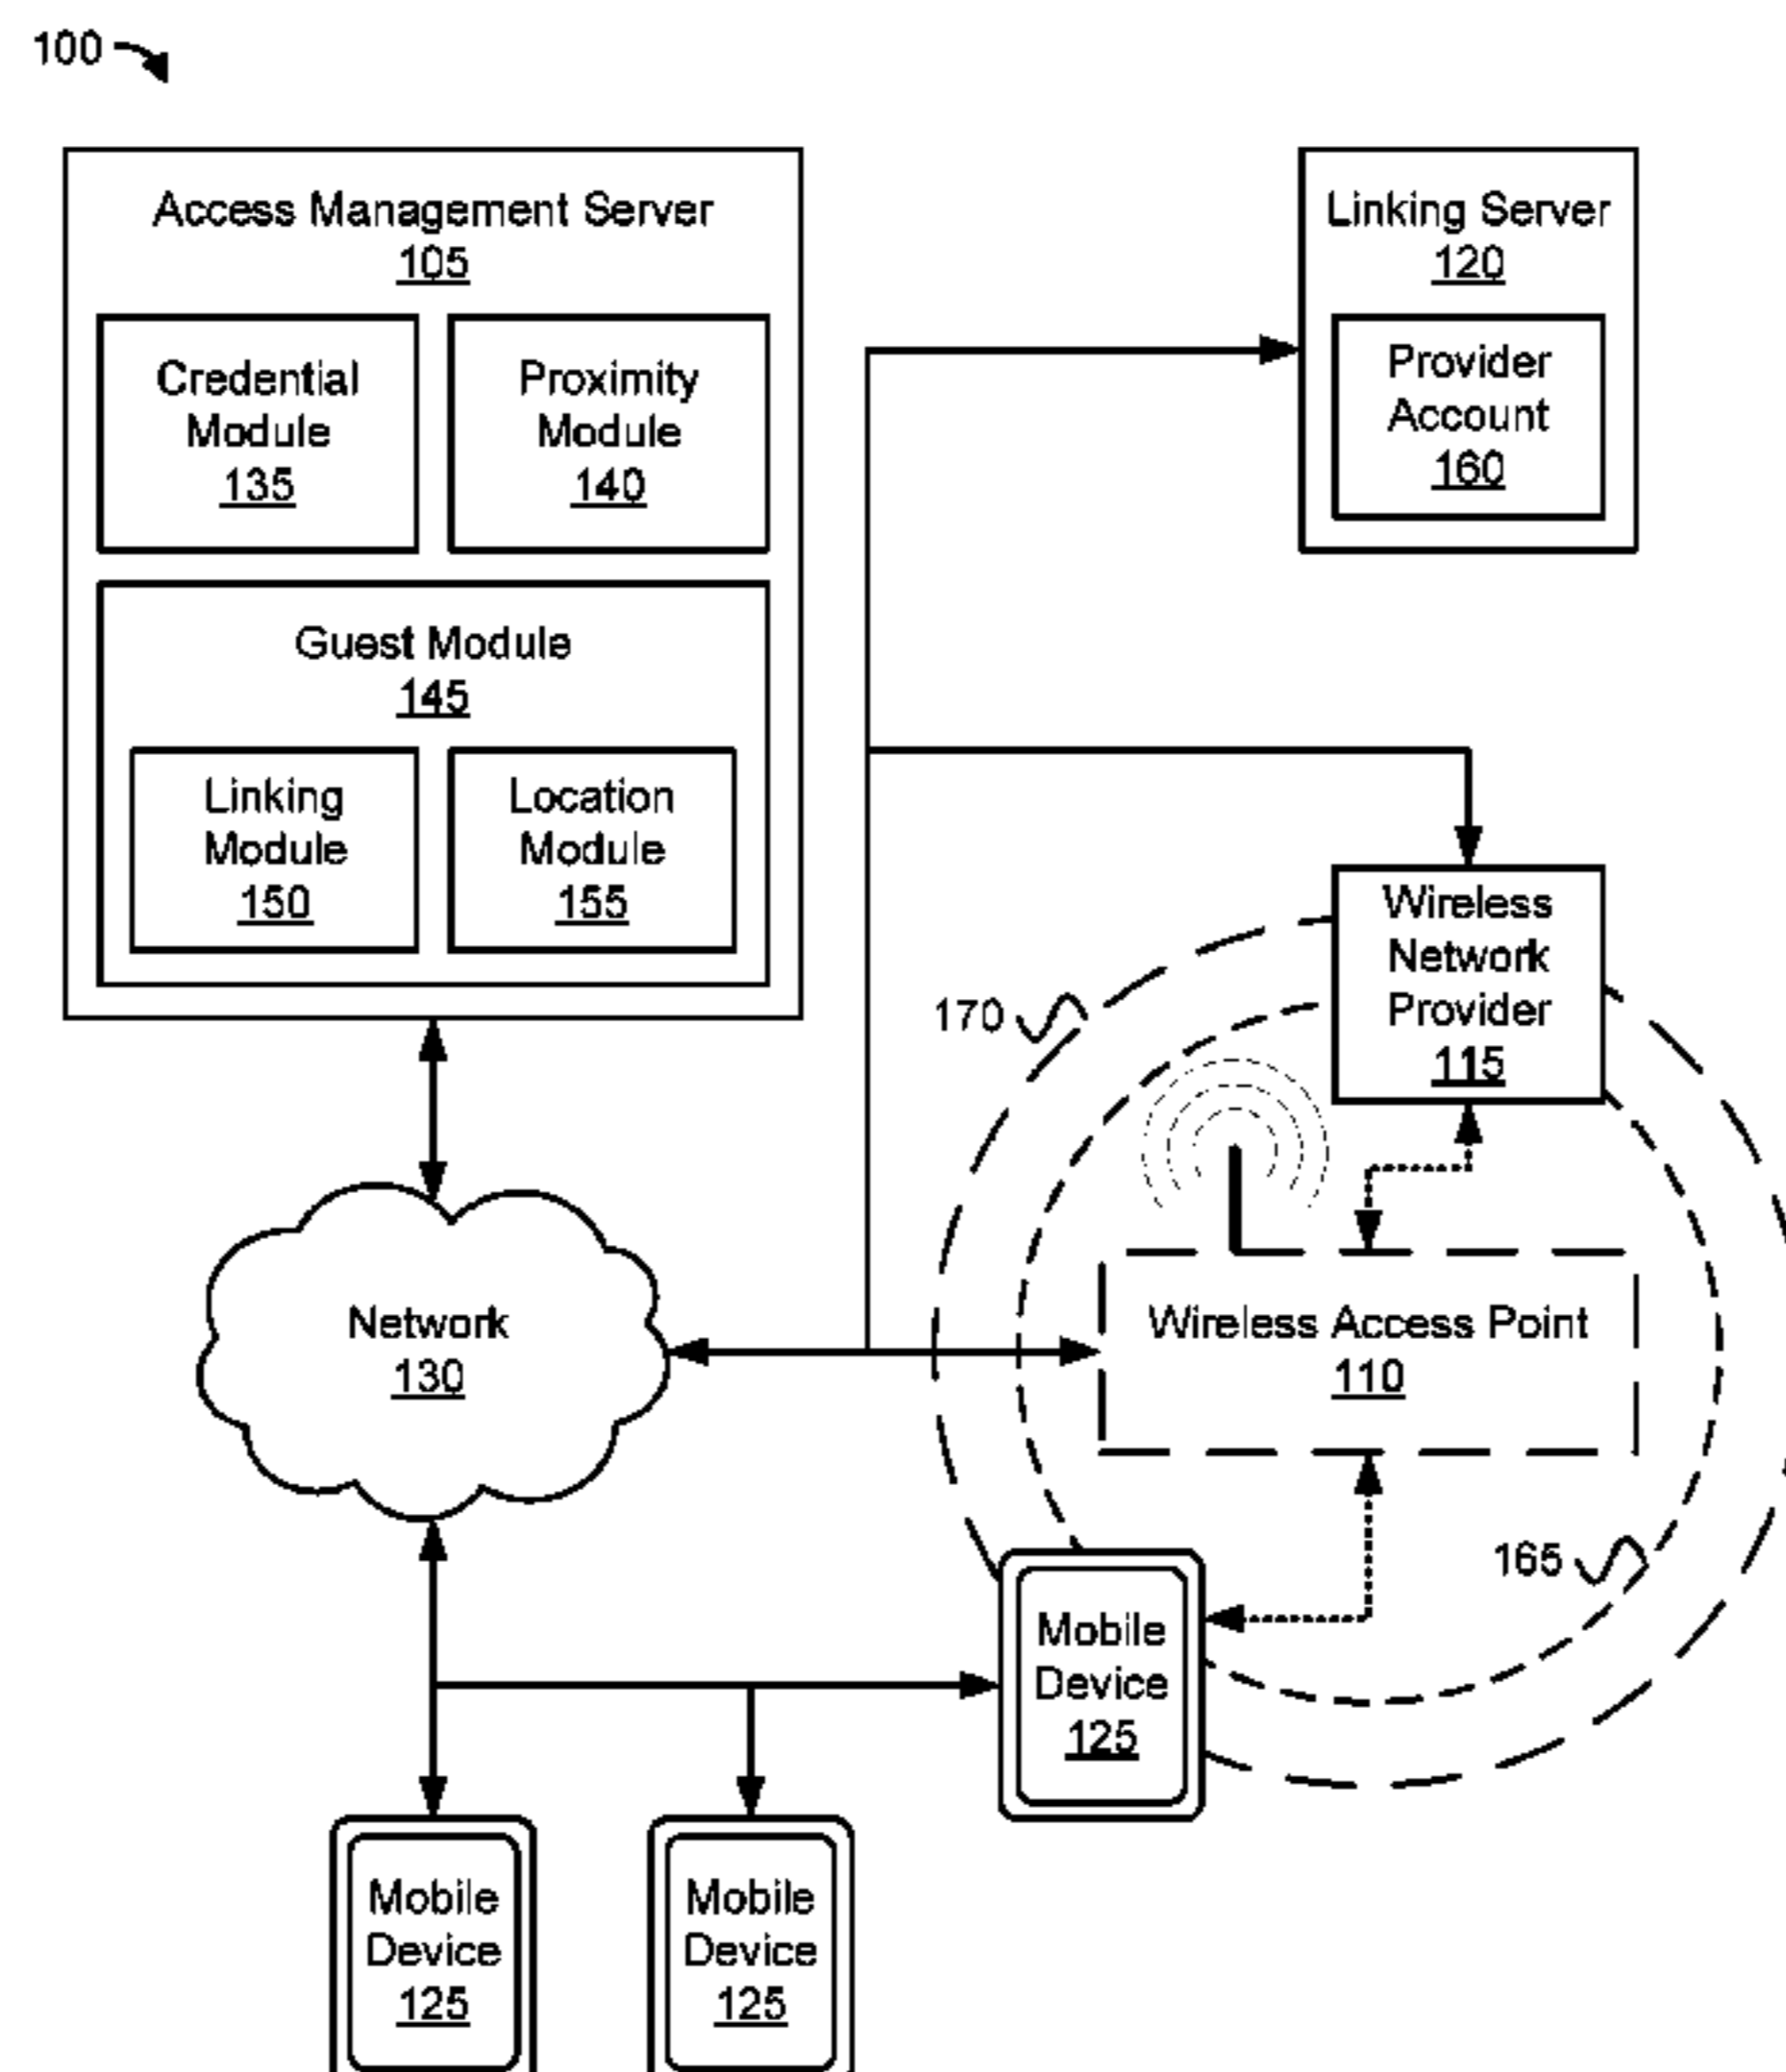 100
Access Management Server
105
Credential
Module
135
Proximity
Module
140
Guest Module
145
Linking
Module
150
Location
Module
155
Linking Server
120
Provider
Account
160
Wireless
Network
Provider
115
170
Network
130
Wireless Access Point
110
165
Mobile
Device
125
Mobile
Device
125
Mobile
Device
125